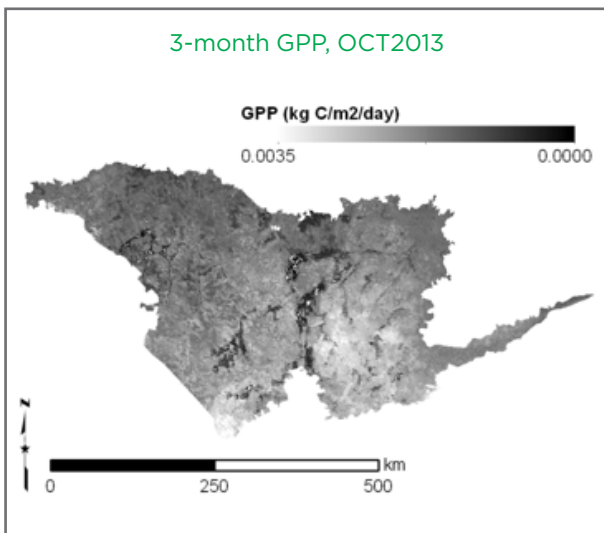 3-month GPP, OCT2013
GPP (kg C/m2/day)
0.0035 0.0000
N
km
0 250 500